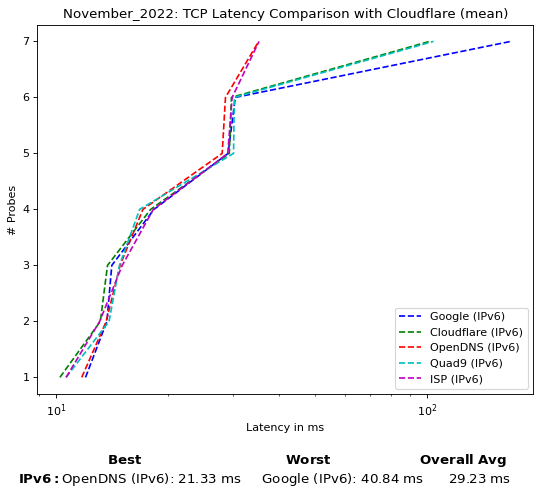 November_2022: TCP Latency Comparison with Cloudflare (mean)
7
6
5
4
3
2
1
# Probes
Google (IPv6)
Cloudflare (IPv6)
OpenDNS (IPv6)
Quad9 (IPv6)
ISP (IPv6)
10¹ 10²
Latency in ms
Best Worst Overall Avg
IPv6: OpenDNS (IPv6): 21.33 ms Google (IPv6): 40.84 ms 29.23 ms